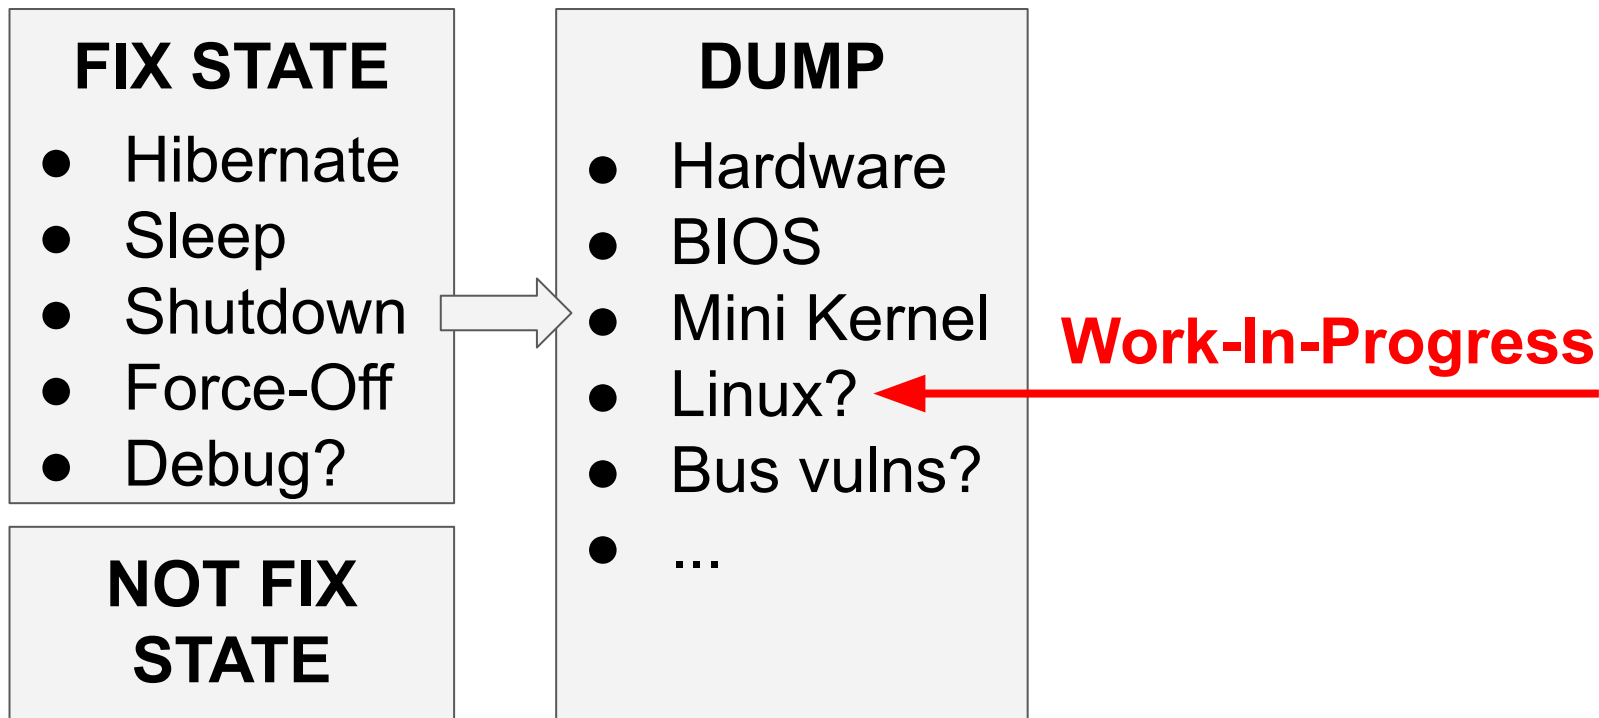 FIX STATE
● Hibernate
● Sleep
● Shutdown
● Force-Off
● Debug?
NOT FIX
STATE
DUMP
● Hardware
● BIOS
● Mini Kernel
● Linux?
● Bus vulns?
● ...
Work-In-Progress